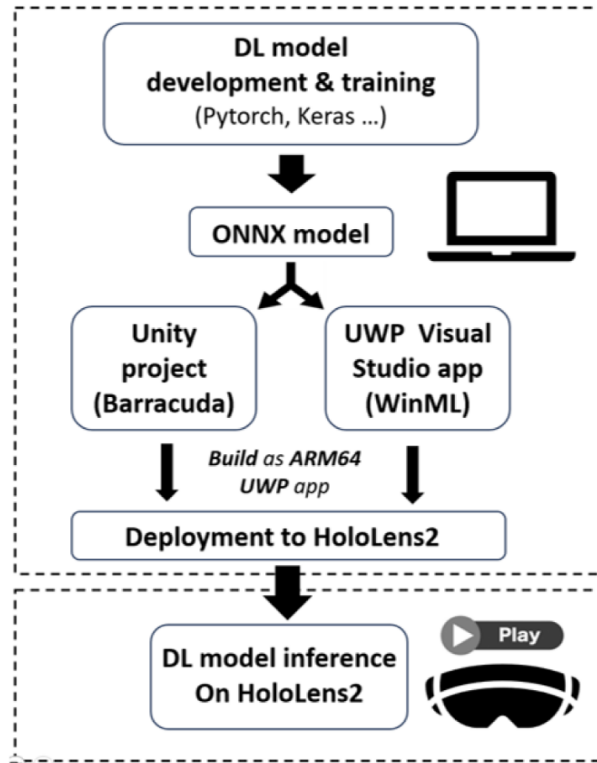 DL model
development & training
(Pytorch, Keras ...)
ONNX model
Unity
project
(Barracuda)
UWP Visual
Studio app
(WinML)
Build as ARM64
UWP app
Deployment to HoloLens2
DL model inference
On HoloLens2
Play